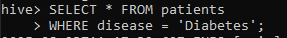 hive> SELECT * FROM patients
    > WHERE disease = 'Diabetes';